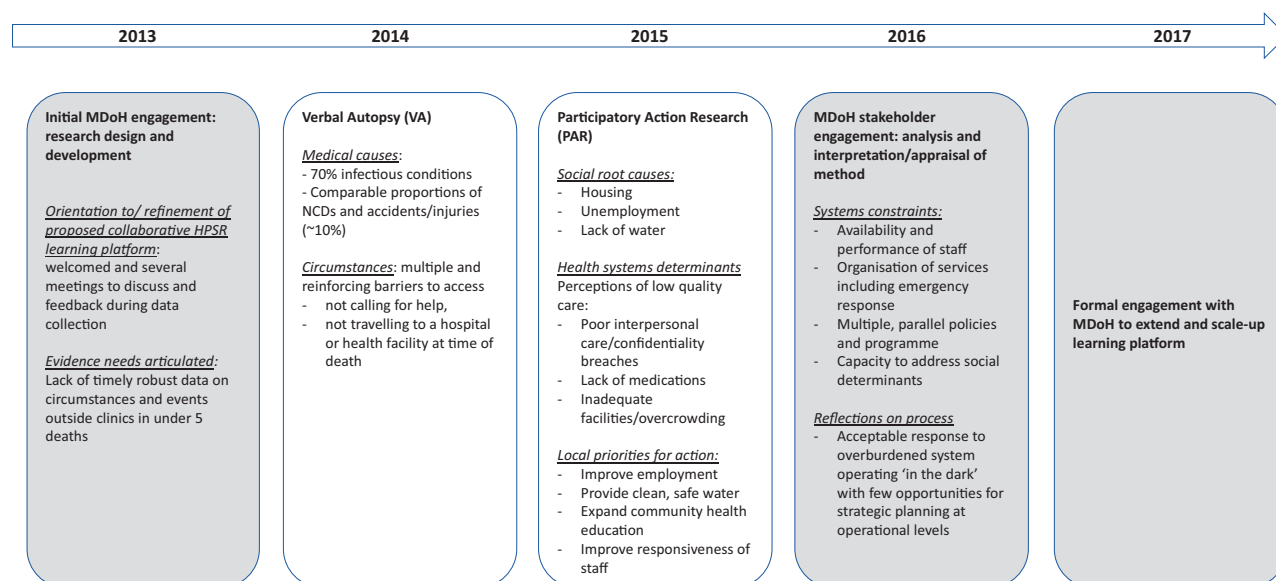 2013
2014
2015
2016
2017
Initial MDoH engagement:
research design and
development
Orientation to/ refinement of
proposed collaborative HPSR
learning platform:
welcomed and several
meetings to discuss and
feedback during data
collection
Evidence needs articulated:
Lack of timely robust data on
circumstances and events
outside clinics in under 5
deaths
Verbal Autopsy (VA)
Medical causes:
- 70% infectious conditions
- Comparable proportions of
NCDs and accidents/injuries
(~10%)
Circumstances: multiple and
reinforcing barriers to access
- not calling for help,
- not travelling to a hospital
or health facility at time of
death
Participatory Action Research
(PAR)
Social root causes:
- Housing
- Unemployment
- Lack of water
Health systems determinants
Perceptions of low quality
care:
- Poor interpersonal
care/confidentiality
breaches
- Lack of medications
- Inadequate
facilities/overcrowding
Local priorities for action:
- Improve employment
- Provide clean, safe water
- Expand community health
education
- Improve responsiveness of
staff
MDoH stakeholder
engagement: analysis and
interpretation/appraisal of
method
Systems constraints:
- Availability and
performance of staff
- Organisation of services
including emergency
response
- Multiple, parallel policies
and programme
- Capacity to address social
determinants
Reflections on process
- Acceptable response to
overburdened system
operating ‘in the dark’
with few opportunities for
strategic planning at
operational levels
Formal engagement with
MDoH to extend and scale-up
learning platform